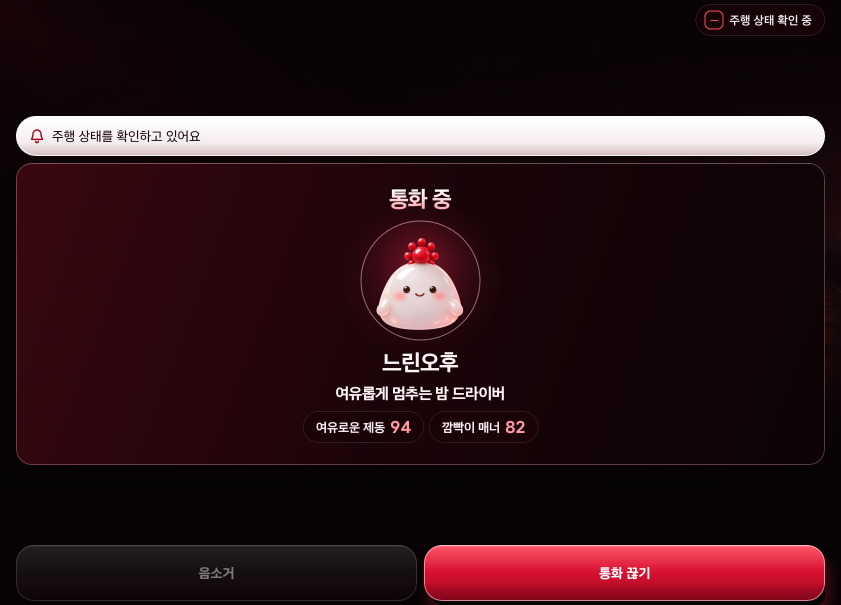 주행 상태 확인 중
주행 상태를 확인하고 있어요
통화 중
느린오후
여유롭게 멈추는 밤 드라이버
여유로운 제동 94 깜빡이 매너 82
음소거 통화 끊기